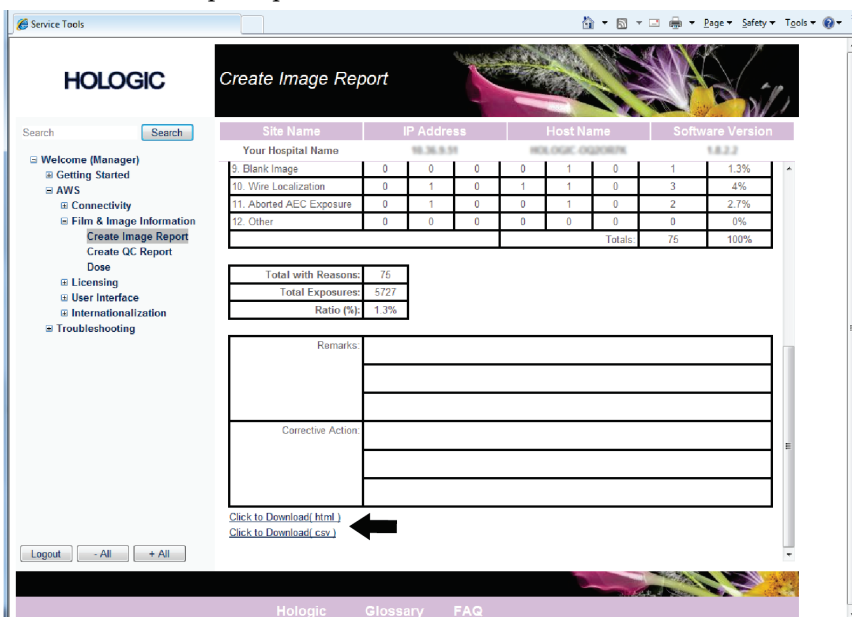 Service Tools
Page Safety Tools
HOLOGIC
Create Image Report
Search Search
Site Name IP Address Host Name Software Version
Your Hospital Name 1.8.2.2
Welcome (Manager)
Getting Started
AWS
Connectivity
Film & Image Information
Create Image Report
Create QC Report
Dose
Licensing
User Interface
Internationalization
Troubleshooting
9. Blank Image 0 0 0 0 1 0 1 1.3%
10. Wire Localization 0 1 0 1 1 0 3 4%
11. Aborted AEC Exposure 0 1 0 0 1 0 2 2.7%
12. Other 0 0 0 0 0 0 0 0%
Totals: 75 100%
Total with Reasons: 75
Total Exposures: 5727
Ratio (%): 1.3%
Remarks:
Corrective Action:
Click to Download( html )
Click to Download( csv )
Logout - All + All
Hologic Glossary FAQ